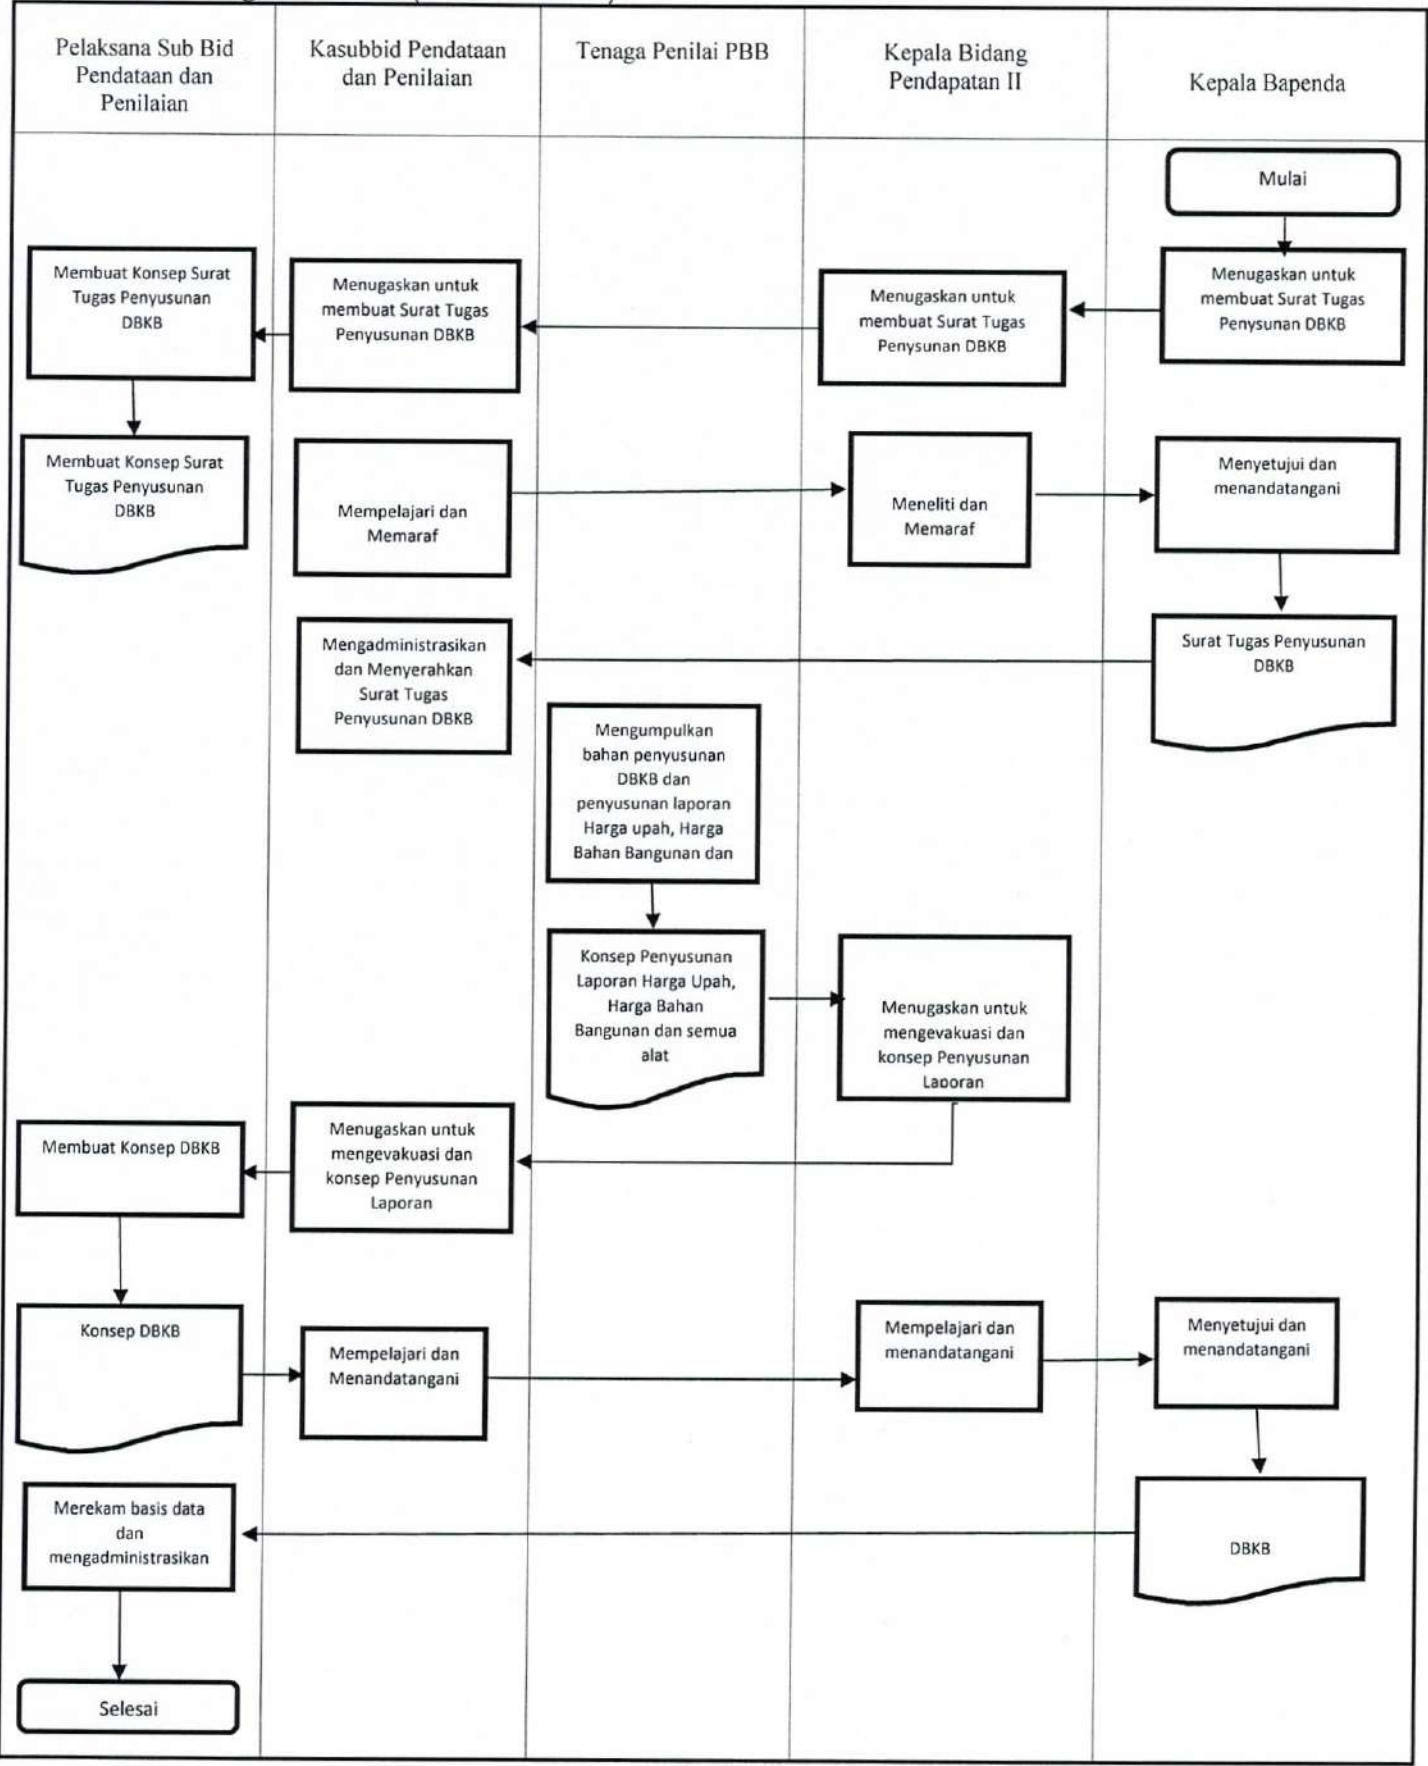 Pelaksana Sub Bid
Pendataan dan
Penilaian
Kasubbid Pendataan
dan Penilaian
Tenaga Penilai PBB
Kepala Bidang
Pendapatan II
Kepala Bapenda
Mulai
Menugaskan untuk
membuat Surat Tugas
Penysunan DBKB
Menugaskan untuk
membuat Surat Tugas
Penysunan DBKB
Menugaskan untuk
membuat Surat Tugas
Penyusunan DBKB
Membuat Konsep Surat
Tugas Penyusunan
DBKB
Membuat Konsep Surat
Tugas Penyusunan
DBKB
Mempelajari dan
Memaraf
Meneliti dan
Memaraf
Menyetujui dan
menandatangani
Surat Tugas Penyusunan
DBKB
Mengadministrasikan
dan Menyerahkan
Surat Tugas
Penyusunan DBKB
Mengumpulkan
bahan penyusunan
DBKB dan
penyusunan laporan
Harga upah, Harga
Bahan Bangunan dan
Konsep Penyusunan
Laporan Harga Upah,
Harga Bahan
Bangunan dan semua
alat
Menugaskan untuk
mengevakuasi dan
konsep Penyusunan
Laporan
Menugaskan untuk
mengevakuasi dan
konsep Penyusunan
Laporan
Membuat Konsep DBKB
Konsep DBKB
Mempelajari dan
Menandatangani
Mempelajari dan
menandatangani
Menyetujui dan
menandatangani
DBKB
Merekam basis data
dan
mengadministrasikan
Selesai